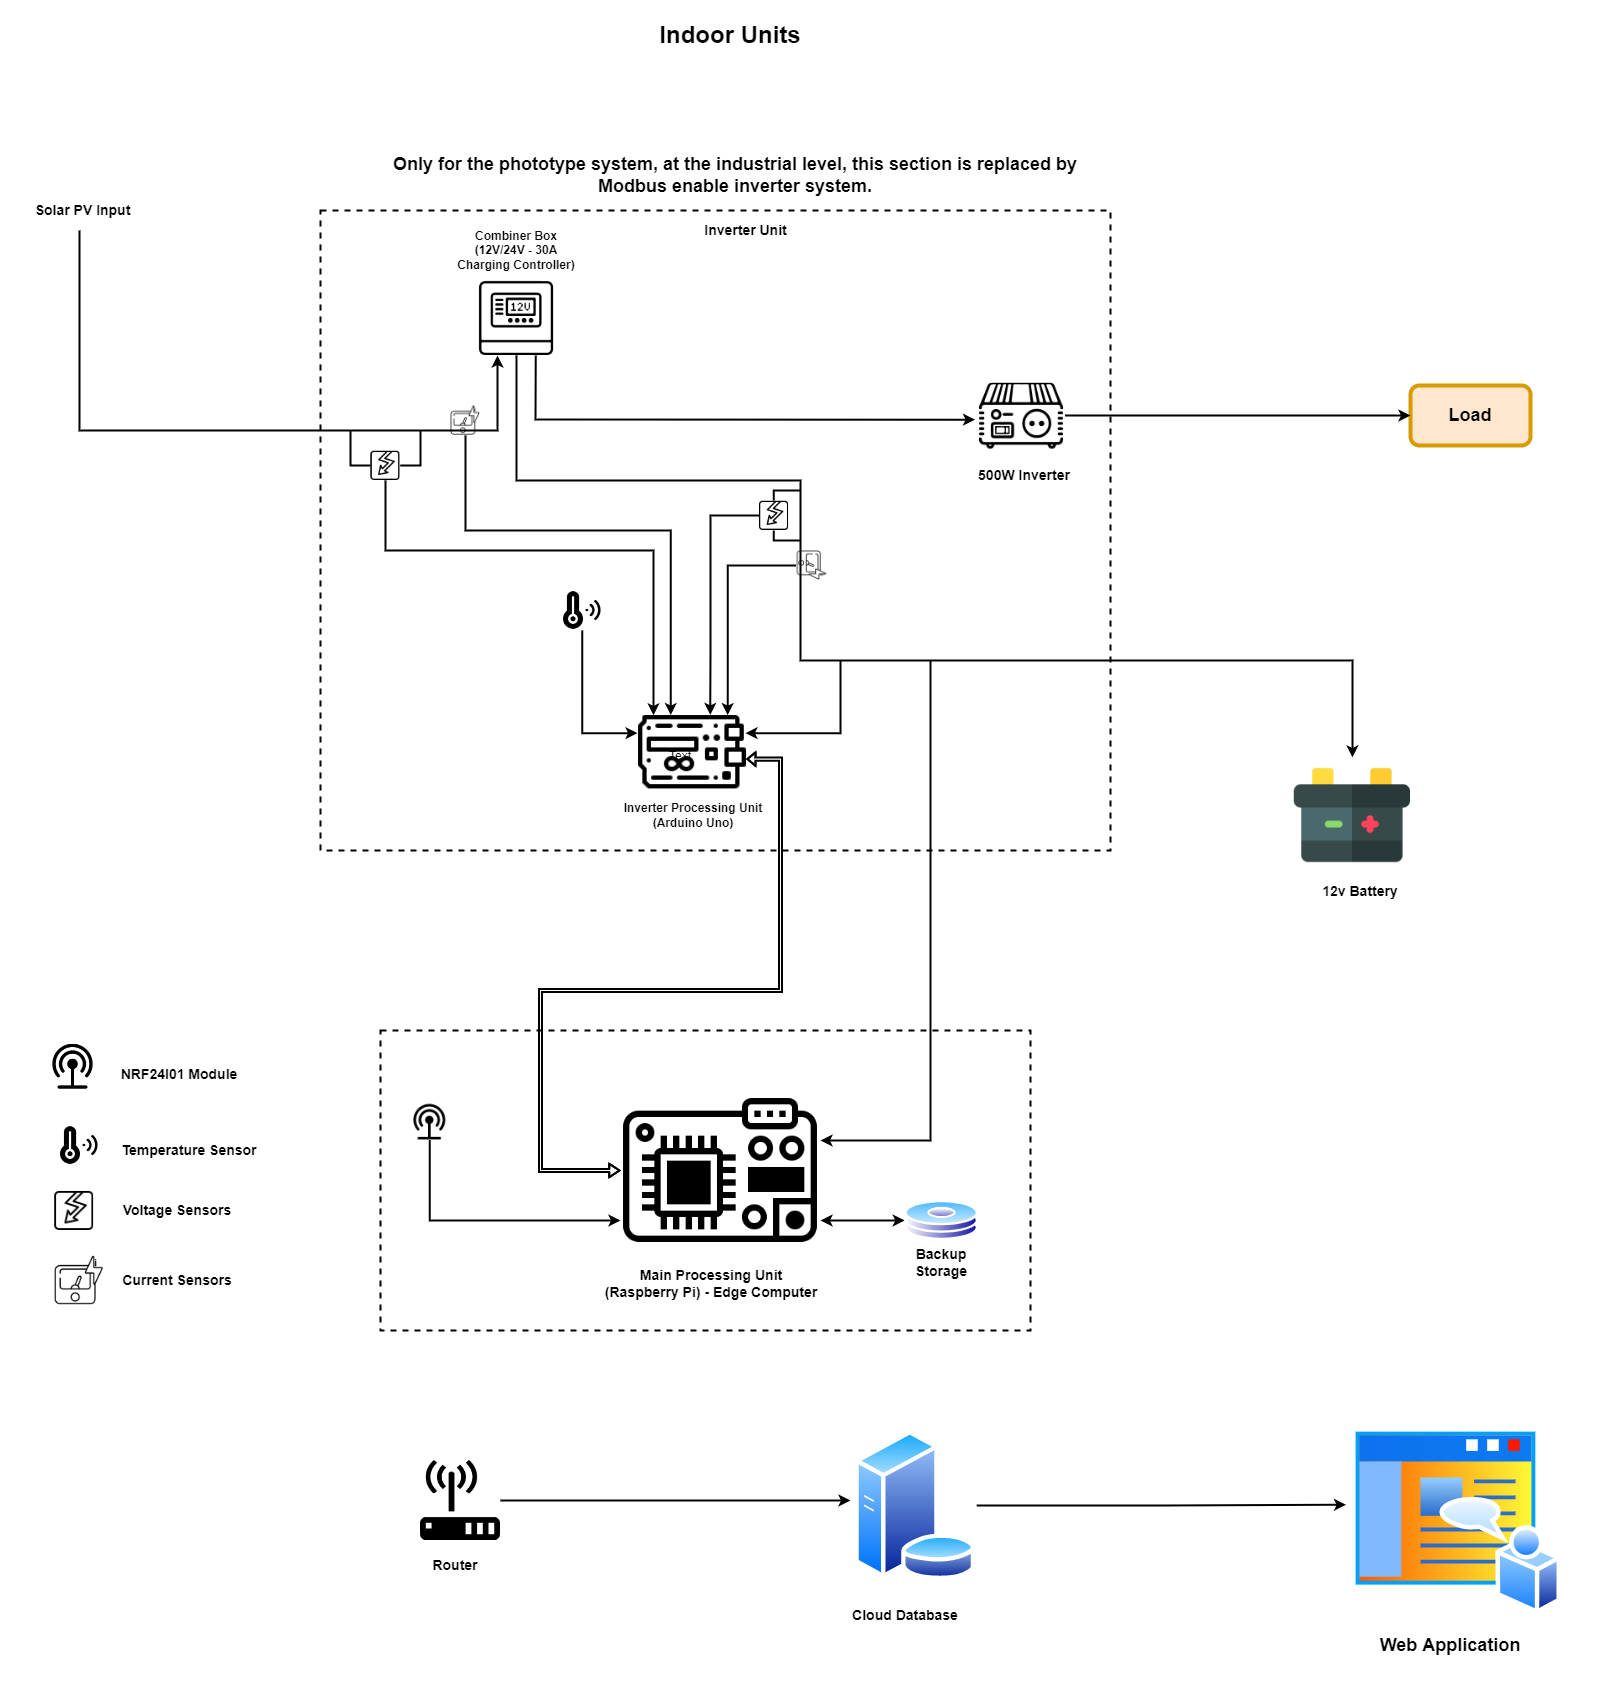 Indoor Units
Only for the phototype system, at the industrial level, this section is replaced by
Modbus enable inverter system.
Solar PV Input
Inverter Unit
Combiner Box
(12V/24V - 30A
Charging Controller)
12V
500W Inverter
Load
Text
Inverter Processing Unit
(Arduino Uno)
12v Battery
NRF24l01 Module
Temperature Sensor
Voltage Sensors
Current Sensors
Main Processing Unit
(Raspberry Pi) - Edge Computer
Backup
Storage
Router
Cloud Database
Web Application